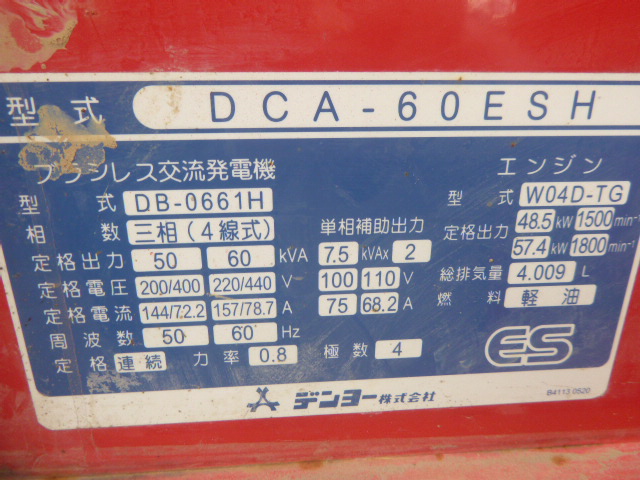 型式 DCA-60ESH
ブラシレス交流発電機
型式 DB-0661H
相数 三相(4線式)
定格出力 50 60 kVA
定格電圧 200/400 220/440 V
定格電流 144/72.2 157/78.7 A
周波数 50 60 Hz
定格 連続 力率 0.8 極数 4
単相補助出力
7.5 kVAx 2
100 110 V
75 68.2 A
エンジン
型式 W04D-TG
定格出力 48.5 kW 1500 min⁻¹
57.4 kW 1800 min⁻¹
総排気量 4.009 L
燃料 軽油
ES
デンヨー株式会社
B4113 0520